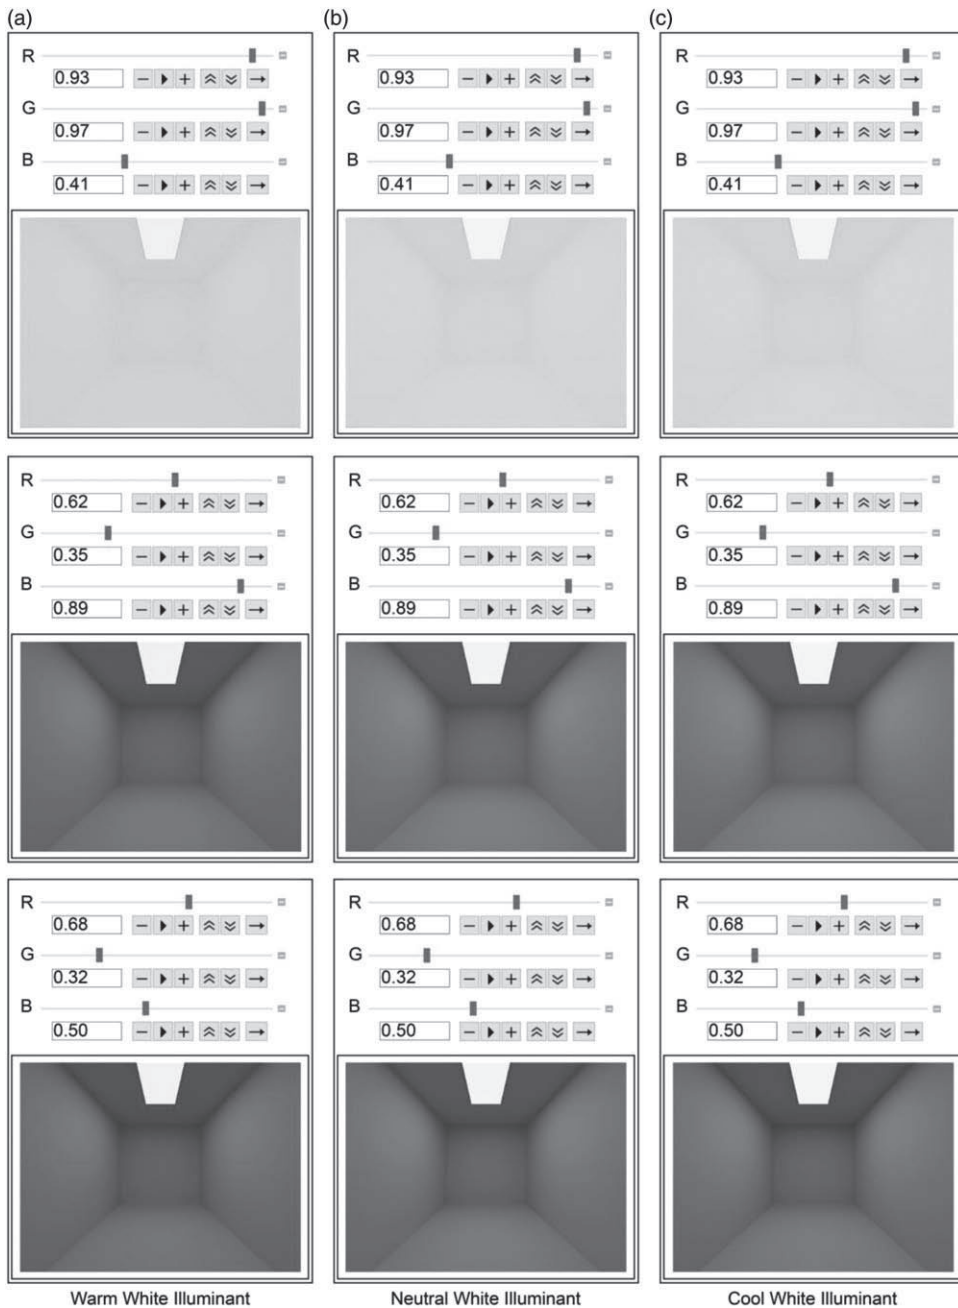 (a) (b) (c)
R R R
0.93 0.93 0.93
G G G
0.97 0.97 0.97
B B B
0.41 0.41 0.41
R R R
0.62 0.62 0.62
G G G
0.35 0.35 0.35
B B B
0.89 0.89 0.89
R R R
0.68 0.68 0.68
G G G
0.32 0.32 0.32
B B B
0.50 0.50 0.50
Warm White Illuminant Neutral White Illuminant Cool White Illuminant